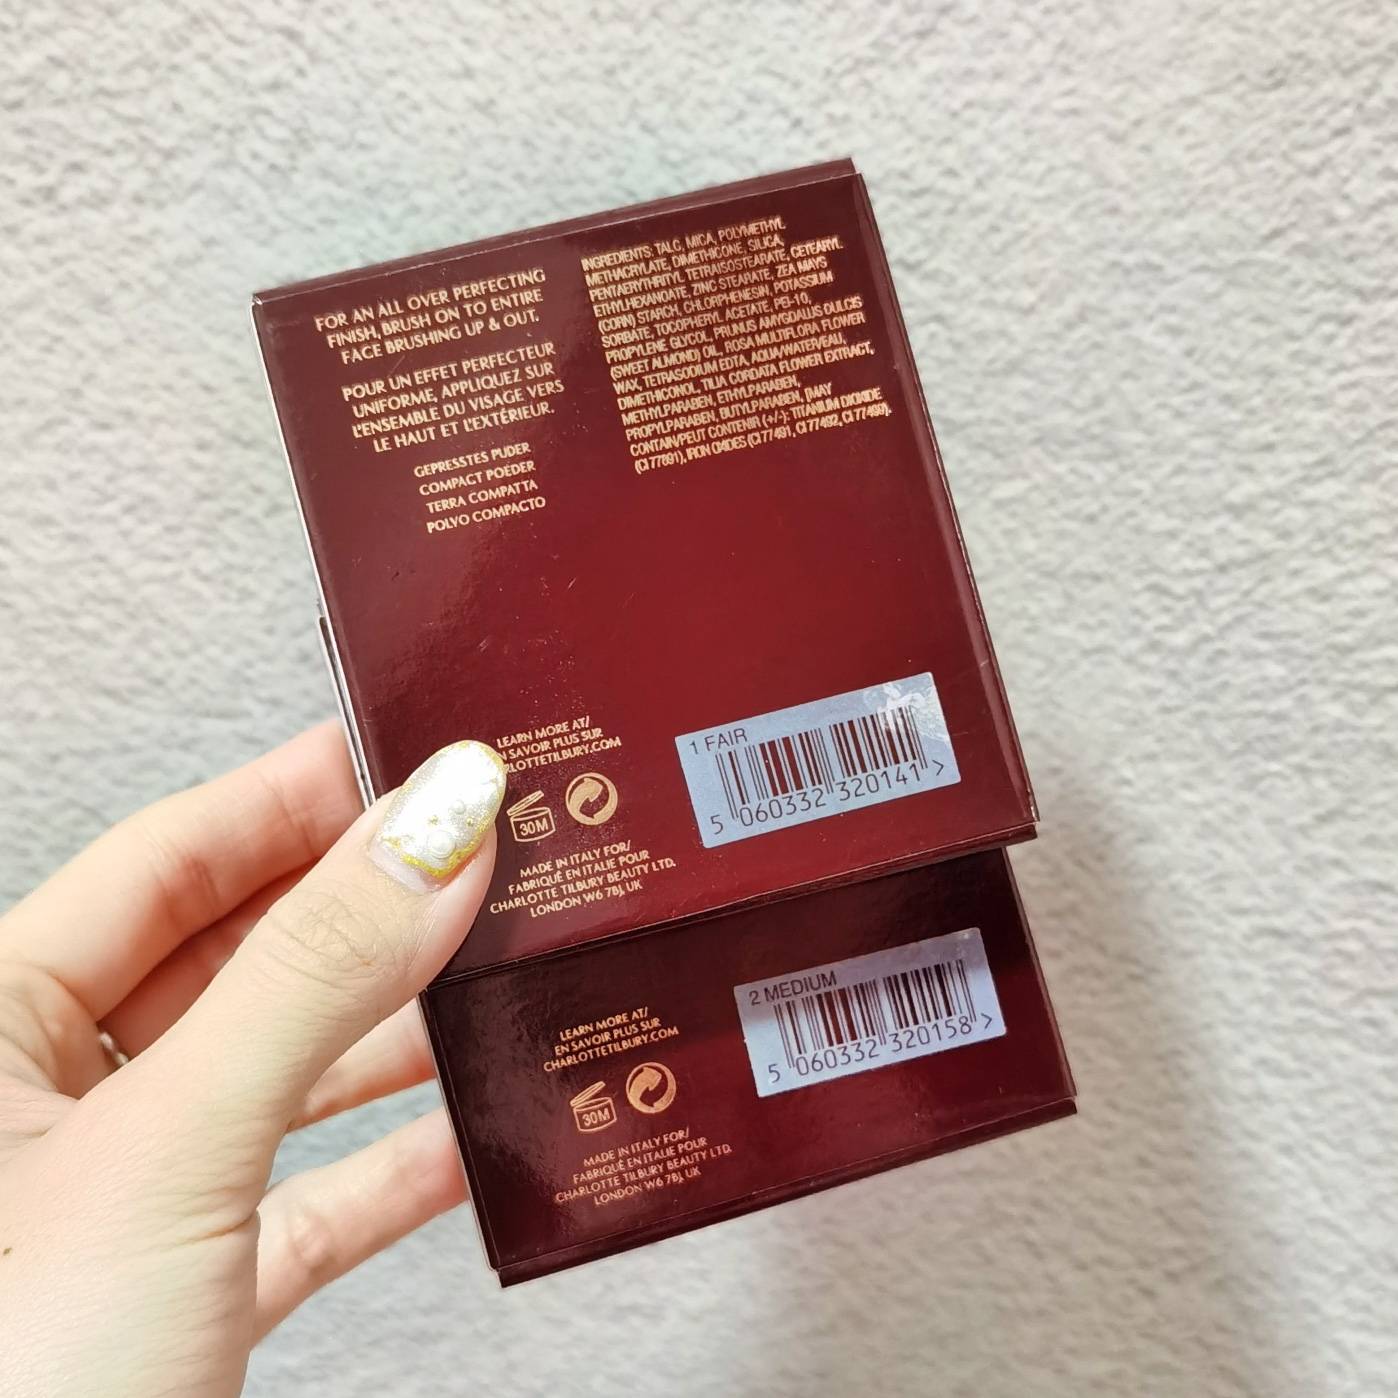 FOR AN ALL OVER PERFECTING
FINISH, BRUSH ON TO ENTIRE
FACE BRUSHING UP & OUT.
POUR UN EFFET PERFECTEUR
UNIFORME, APPLIQUEZ SUR
L'ENSEMBLE DU VISAGE VERS
LE HAUT ET L'EXTÉRIEUR.
GEPRESSTES PUDER
COMPACT POEDER
TERRA COMPATTA
POLVO COMPACTO
INGREDIENTS: TALC, MICA, POLYMETHYL
METHACRYLATE, DIMETHICONE, SILICA,
PENTAERYTHRITYL TETRAISOSTEARATE, CETEARYL
ETHYLHEXANOATE, ZINC STEARATE, ZEA MAYS
(CORN) STARCH, CHLORPHENESIN, POTASSIUM
SORBATE, TOCOPHERYL ACETATE,
PROPYLENE GLYCOL, PRUNUS AMYGDALUS DULCIS
(SWEET ALMOND) OIL, ROSA MULTIFLORA FLOWER
WAX, TETRASODIUM EDTA, AQUA/WATER/EAU,
DIMETHICONOL, TILIA CORDATA FLOWER EXTRACT,
METHYLPARABEN, ETHYLPARABEN,
PROPYLPARABEN, BUTYLPARABEN, [MAY
CONTAIN/PEUT CONTENIR (+/-): TITANIUM DIOXIDE
(CI 77891), IRON OXIDES (CI 77491, CI 77492, CI 77499).
LEARN MORE AT/
N SAVOIR PLUS SUR
RLOTTETILBURY.COM
30M
MADE IN ITALY FOR/
FABRIQUÉ EN ITALIE POUR
CHARLOTTE TILBURY BEAUTY LTD.
LONDON W6 7BJ, UK
1 FAIR
5 060332 320141 >
LEARN MORE AT/
EN SAVOIR PLUS SUR
CHARLOTTETILBURY.COM
30M
MADE IN ITALY FOR/
FABRIQUÉ EN ITALIE POUR
CHARLOTTE TILBURY BEAUTY LTD.
LONDON W6 7BJ, UK
2 MEDIUM
5 060332 320158 >